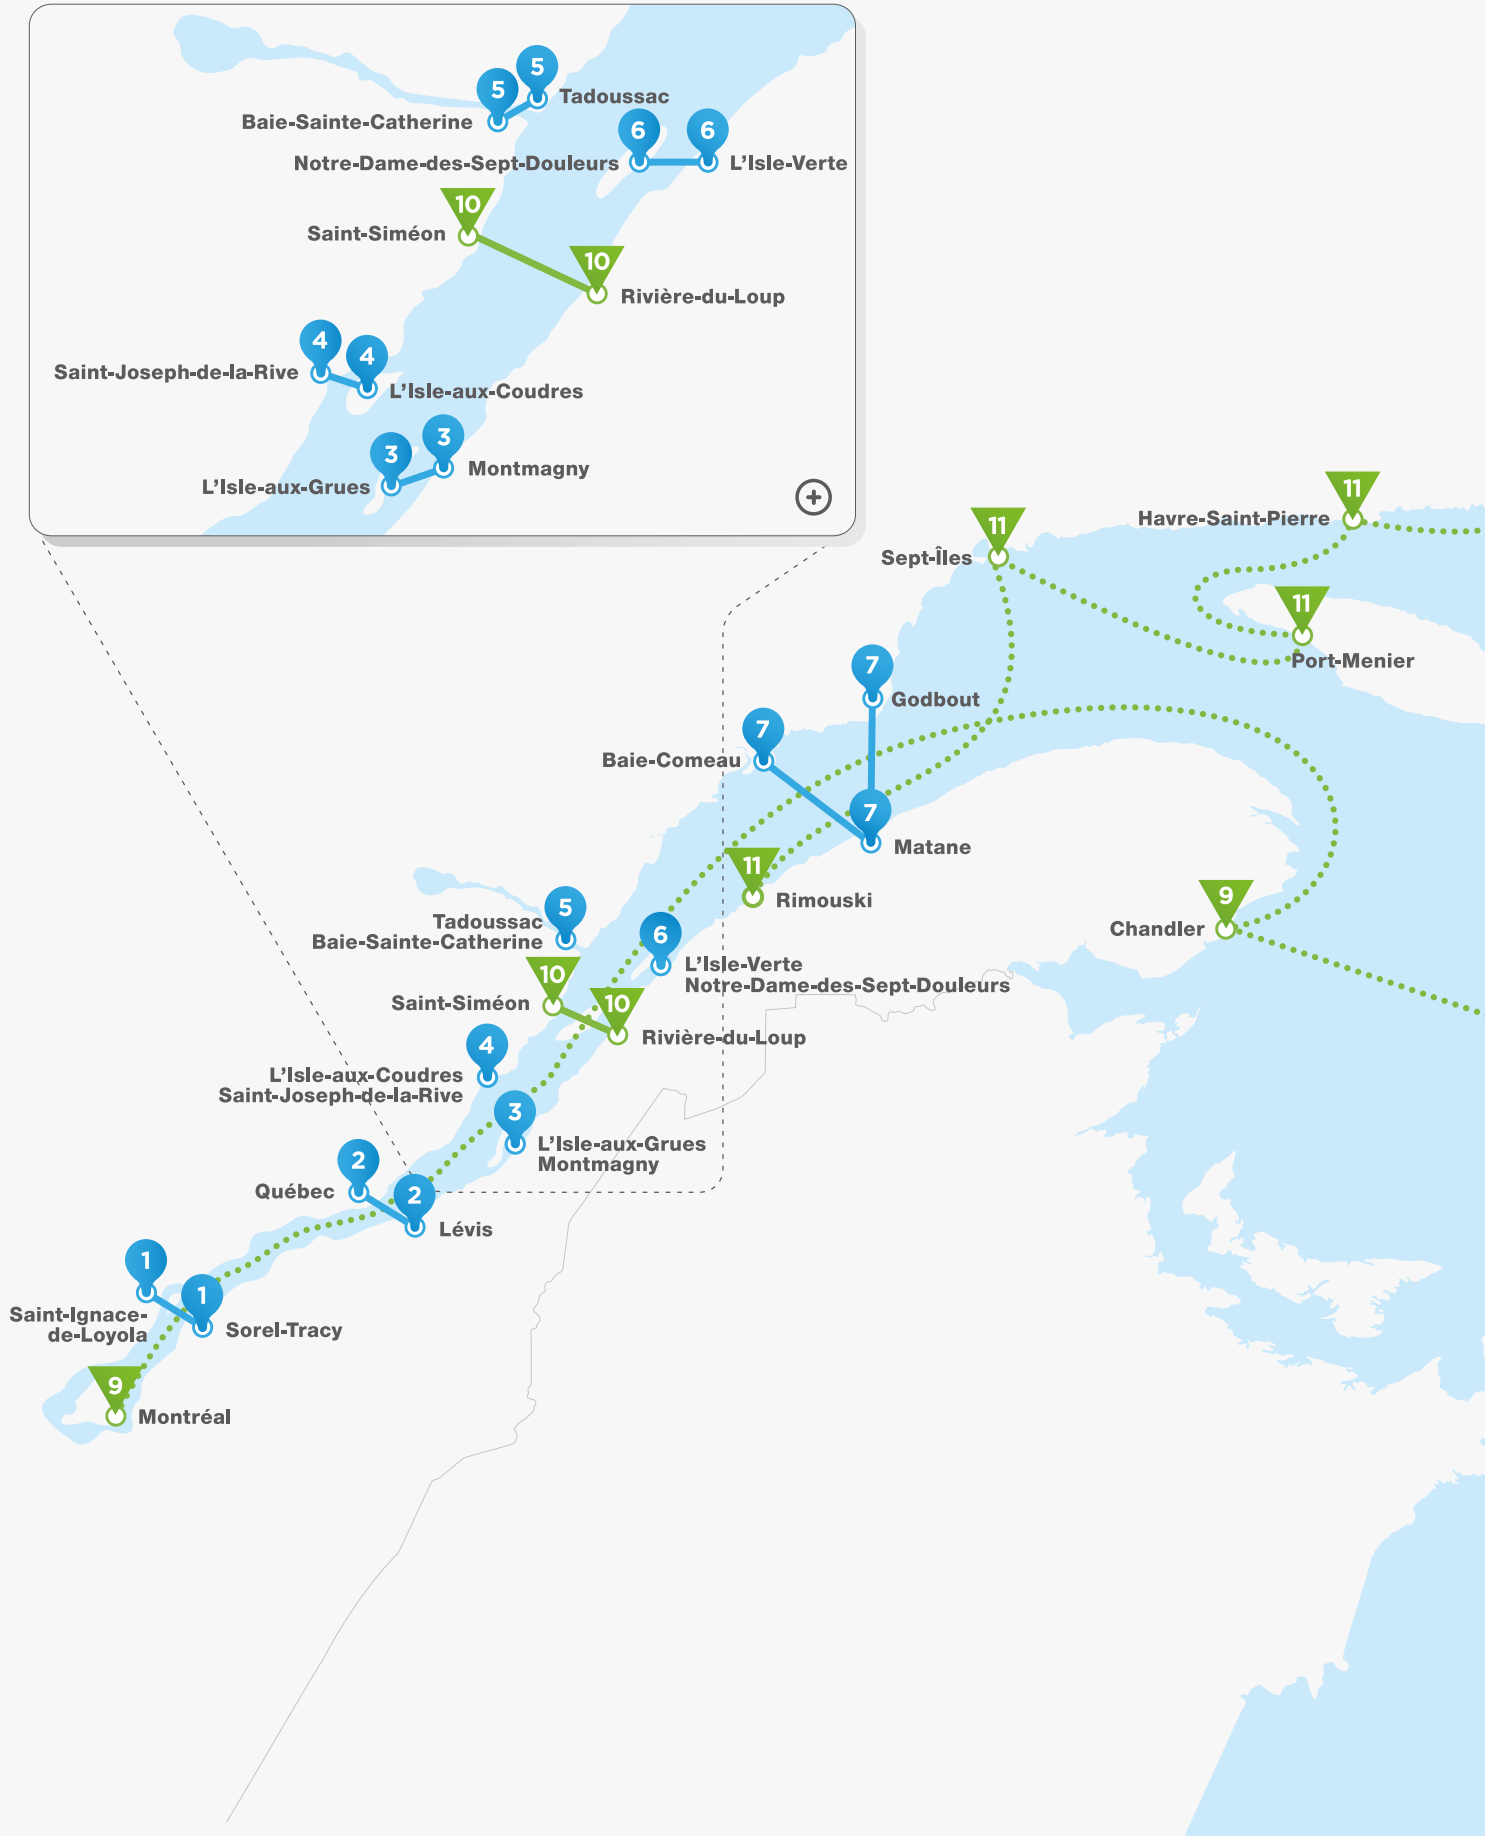 5
5
Tadoussac
Baie-Sainte-Catherine
6
6
Notre-Dame-des-Sept-Douleurs
L'Isle-Verte
10
Saint-Siméon
10
Rivière-du-Loup
4
4
Saint-Joseph-de-la-Rive
L'Isle-aux-Coudres
3
3
Montmagny
L'Isle-aux-Grues
+
11
Havre-Saint-Pierre
11
Sept-Îles
11
Port-Menier
7
Godbout
7
Baie-Comeau
7
Matane
11
Rimouski
9
Chandler
5
Tadoussac
Baie-Sainte-Catherine
6
L'Isle-Verte
Notre-Dame-des-Sept-Douleurs
10
Saint-Siméon
10
Rivière-du-Loup
4
L'Isle-aux-Coudres
Saint-Joseph-de-la-Rive
3
L'Isle-aux-Grues
Montmagny
2
Québec
2
Lévis
1
Saint-Ignace-
de-Loyola
1
Sorel-Tracy
9
Montréal